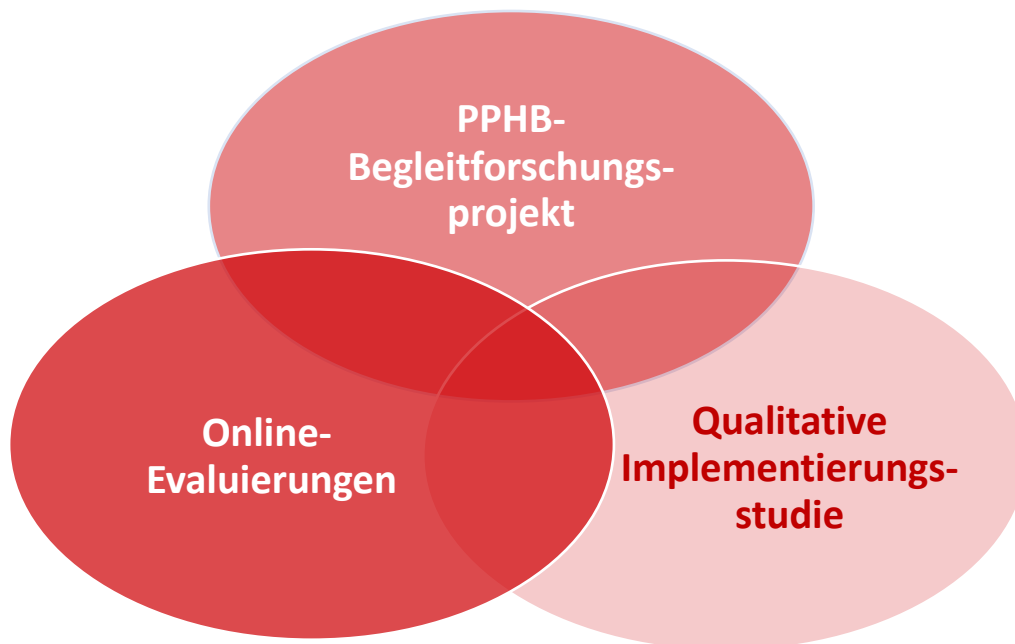 PPHB-
Begleitforschungs-
projekt
Online-
Evaluierungen
Qualitative
Implementierungs-
studie